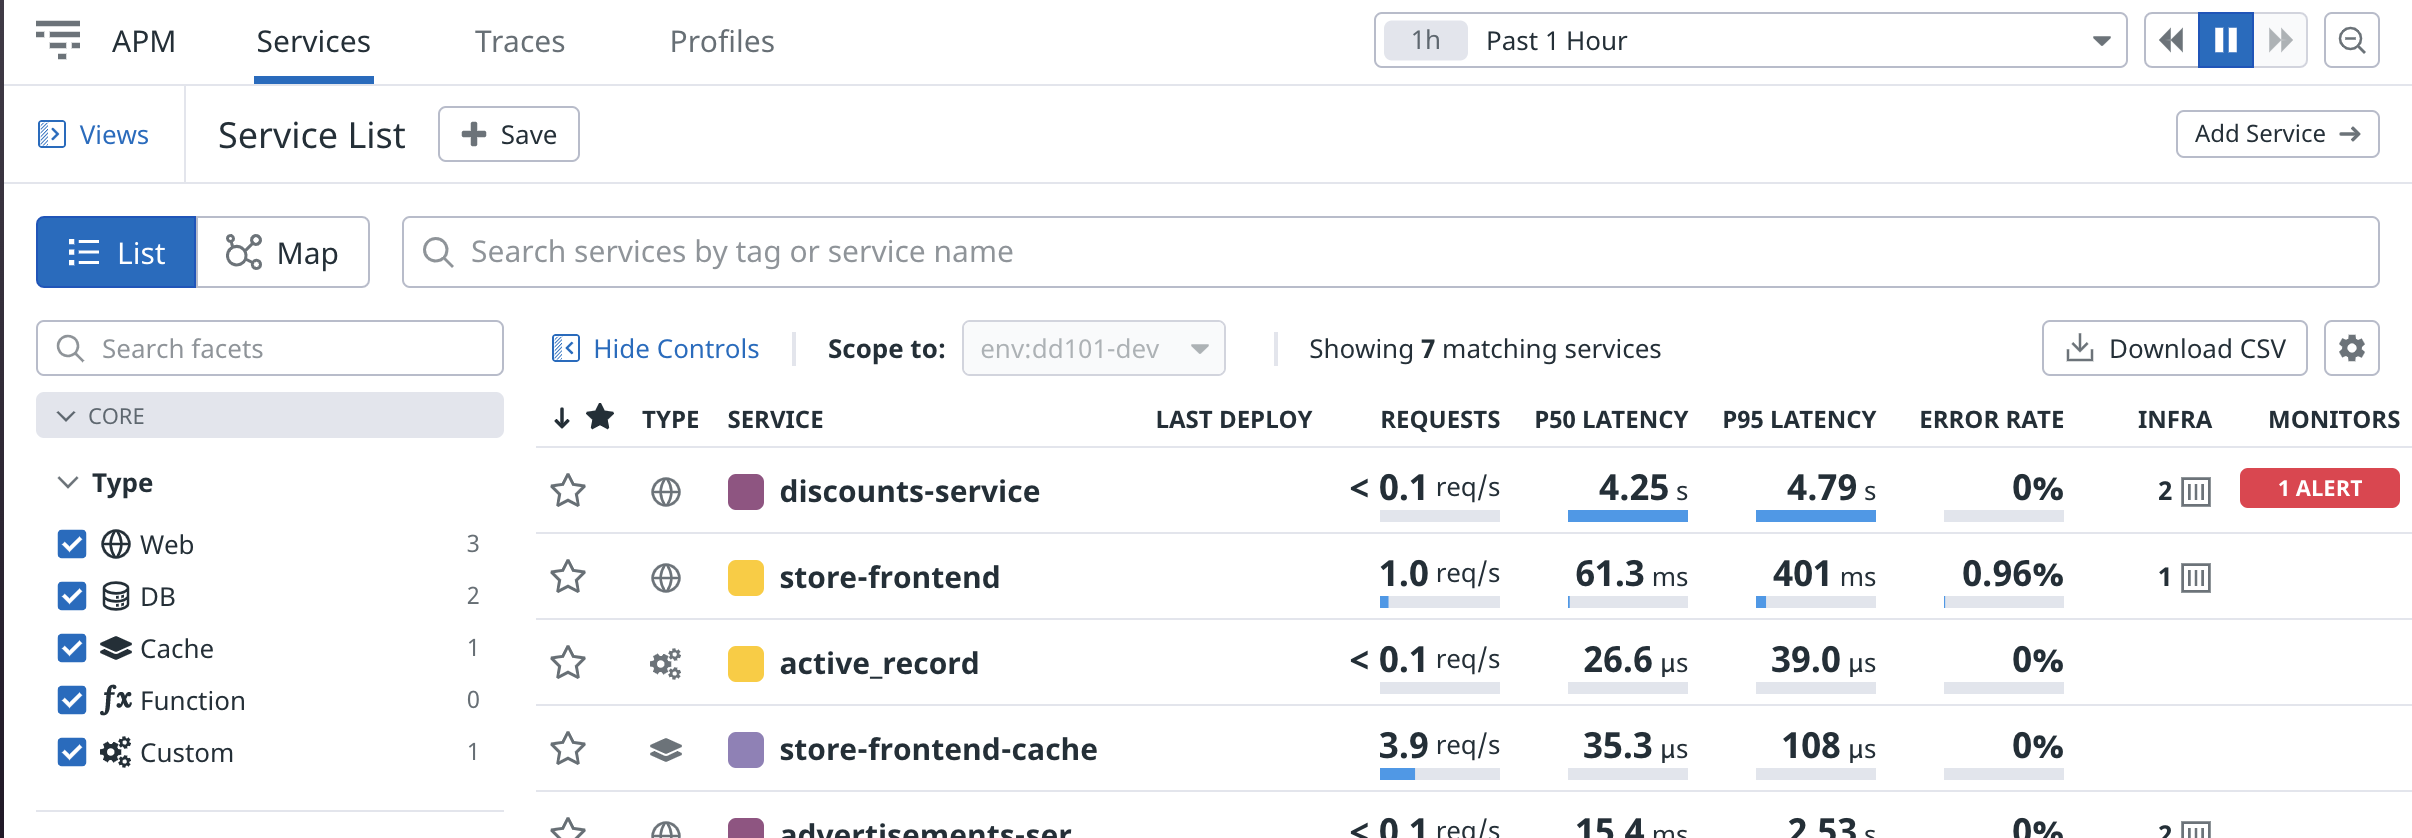 APM Services Traces Profiles 1h Past 1 Hour
Views Service List Save Add Service →
List Map Search services by tag or service name
Search facets Hide Controls Scope to: env:dd101-dev Showing 7 matching services Download CSV
CORE
↓ ★ TYPE SERVICE LAST DEPLOY REQUESTS P50 LATENCY P95 LATENCY ERROR RATE INFRA MONITORS
Type
discounts-service < 0.1 req/s 4.25 s 4.79 s 0% 2 1 ALERT
Web 3
store-frontend 1.0 req/s 61.3 ms 401 ms 0.96% 1
DB 2
Cache 1
active_record < 0.1 req/s 26.6 µs 39.0 µs 0%
fx Function 0
Custom 1
store-frontend-cache 3.9 req/s 35.3 µs 108 µs 0%
advertisements-ser < 0.1 req/s 15.4 ms 2.53 s 0% 2